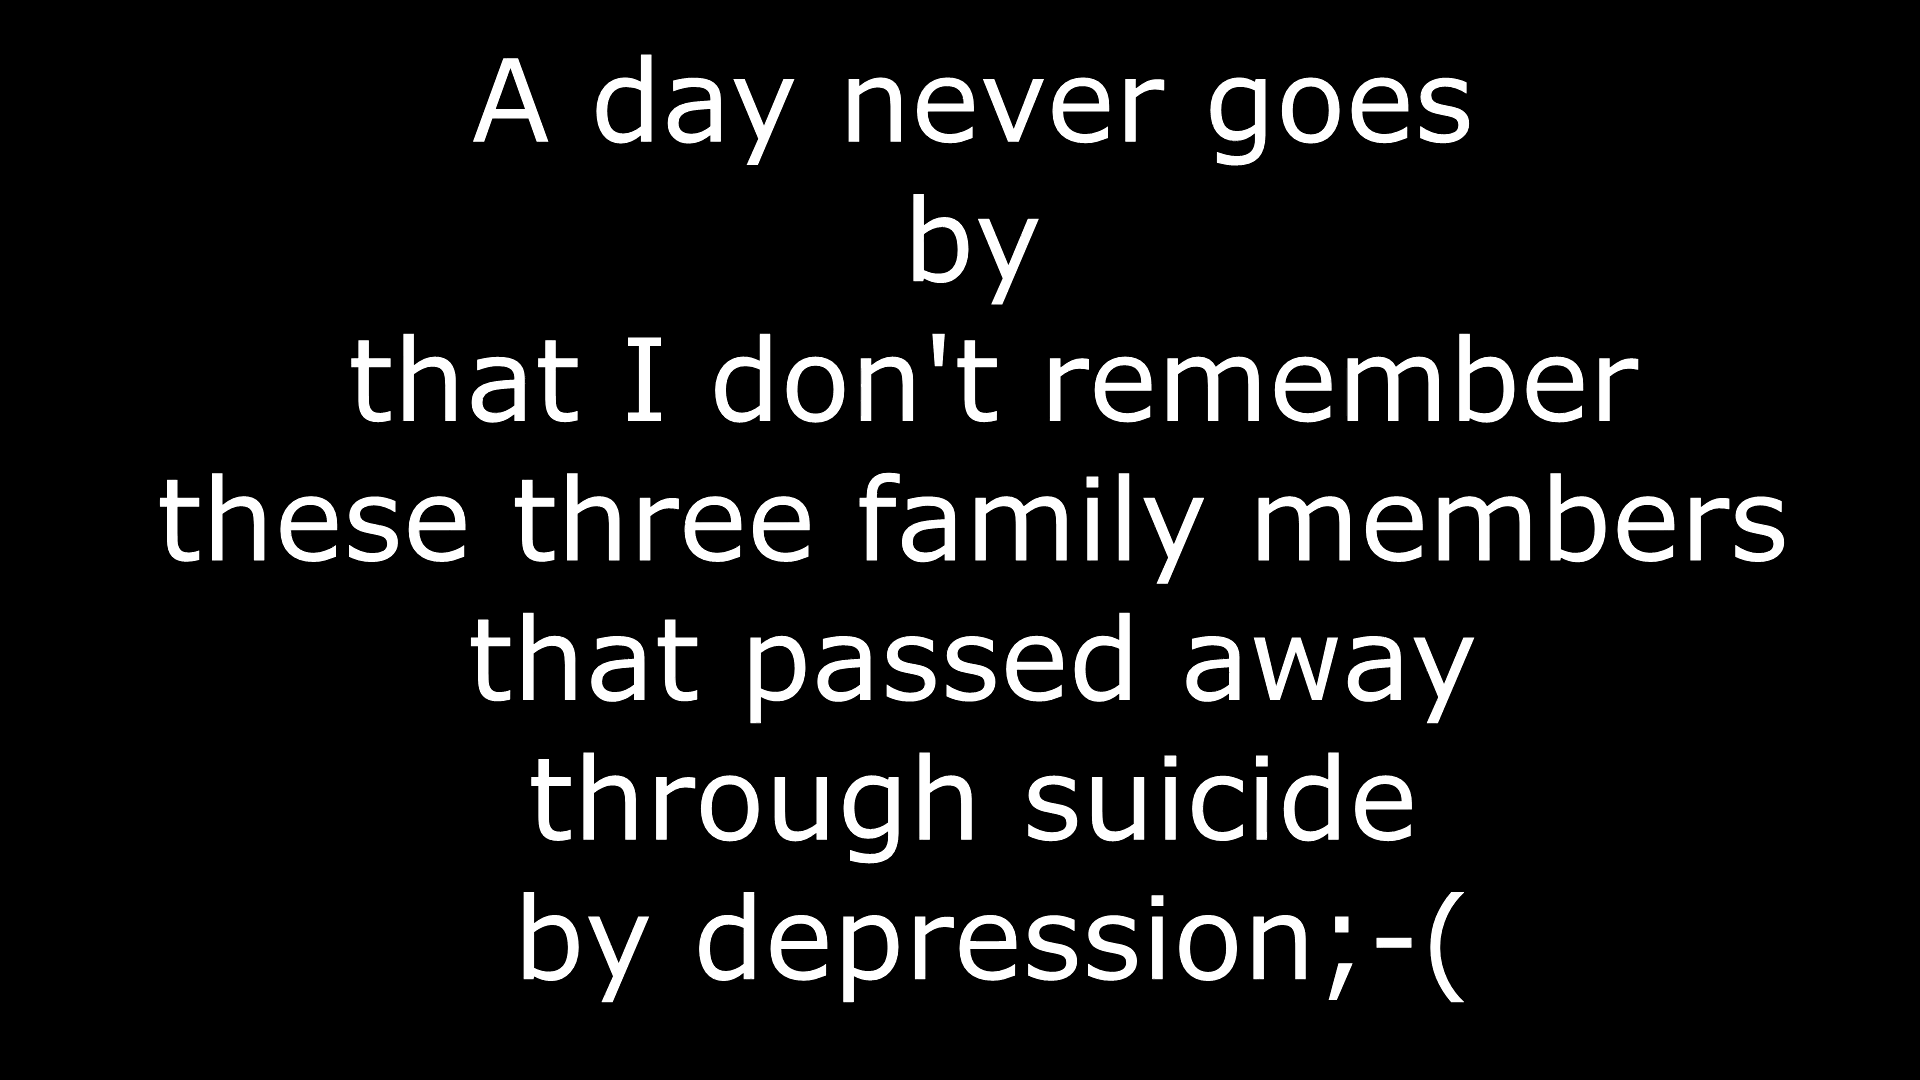 A day never goes
by
that I don't remember
these three family members
that passed away
through suicide
by depression;-(